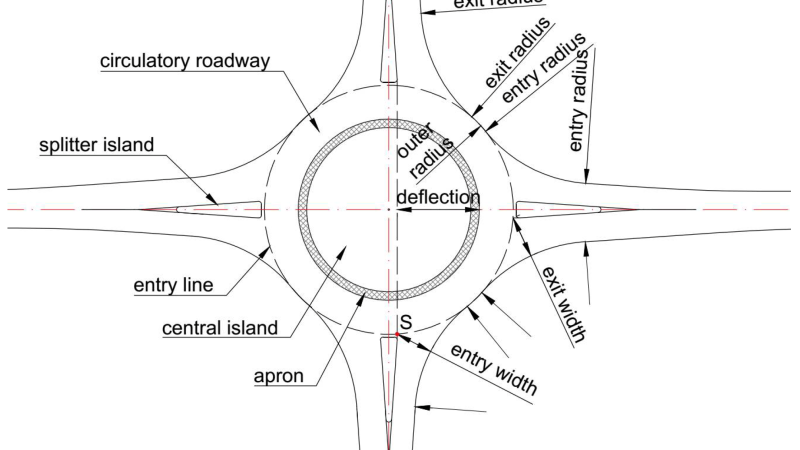 exit radius
circulatory roadway
exit radius
entry radius
entry radius
splitter island
outer
radius
deflection
entry line
exit width
central island
S
entry width
apron